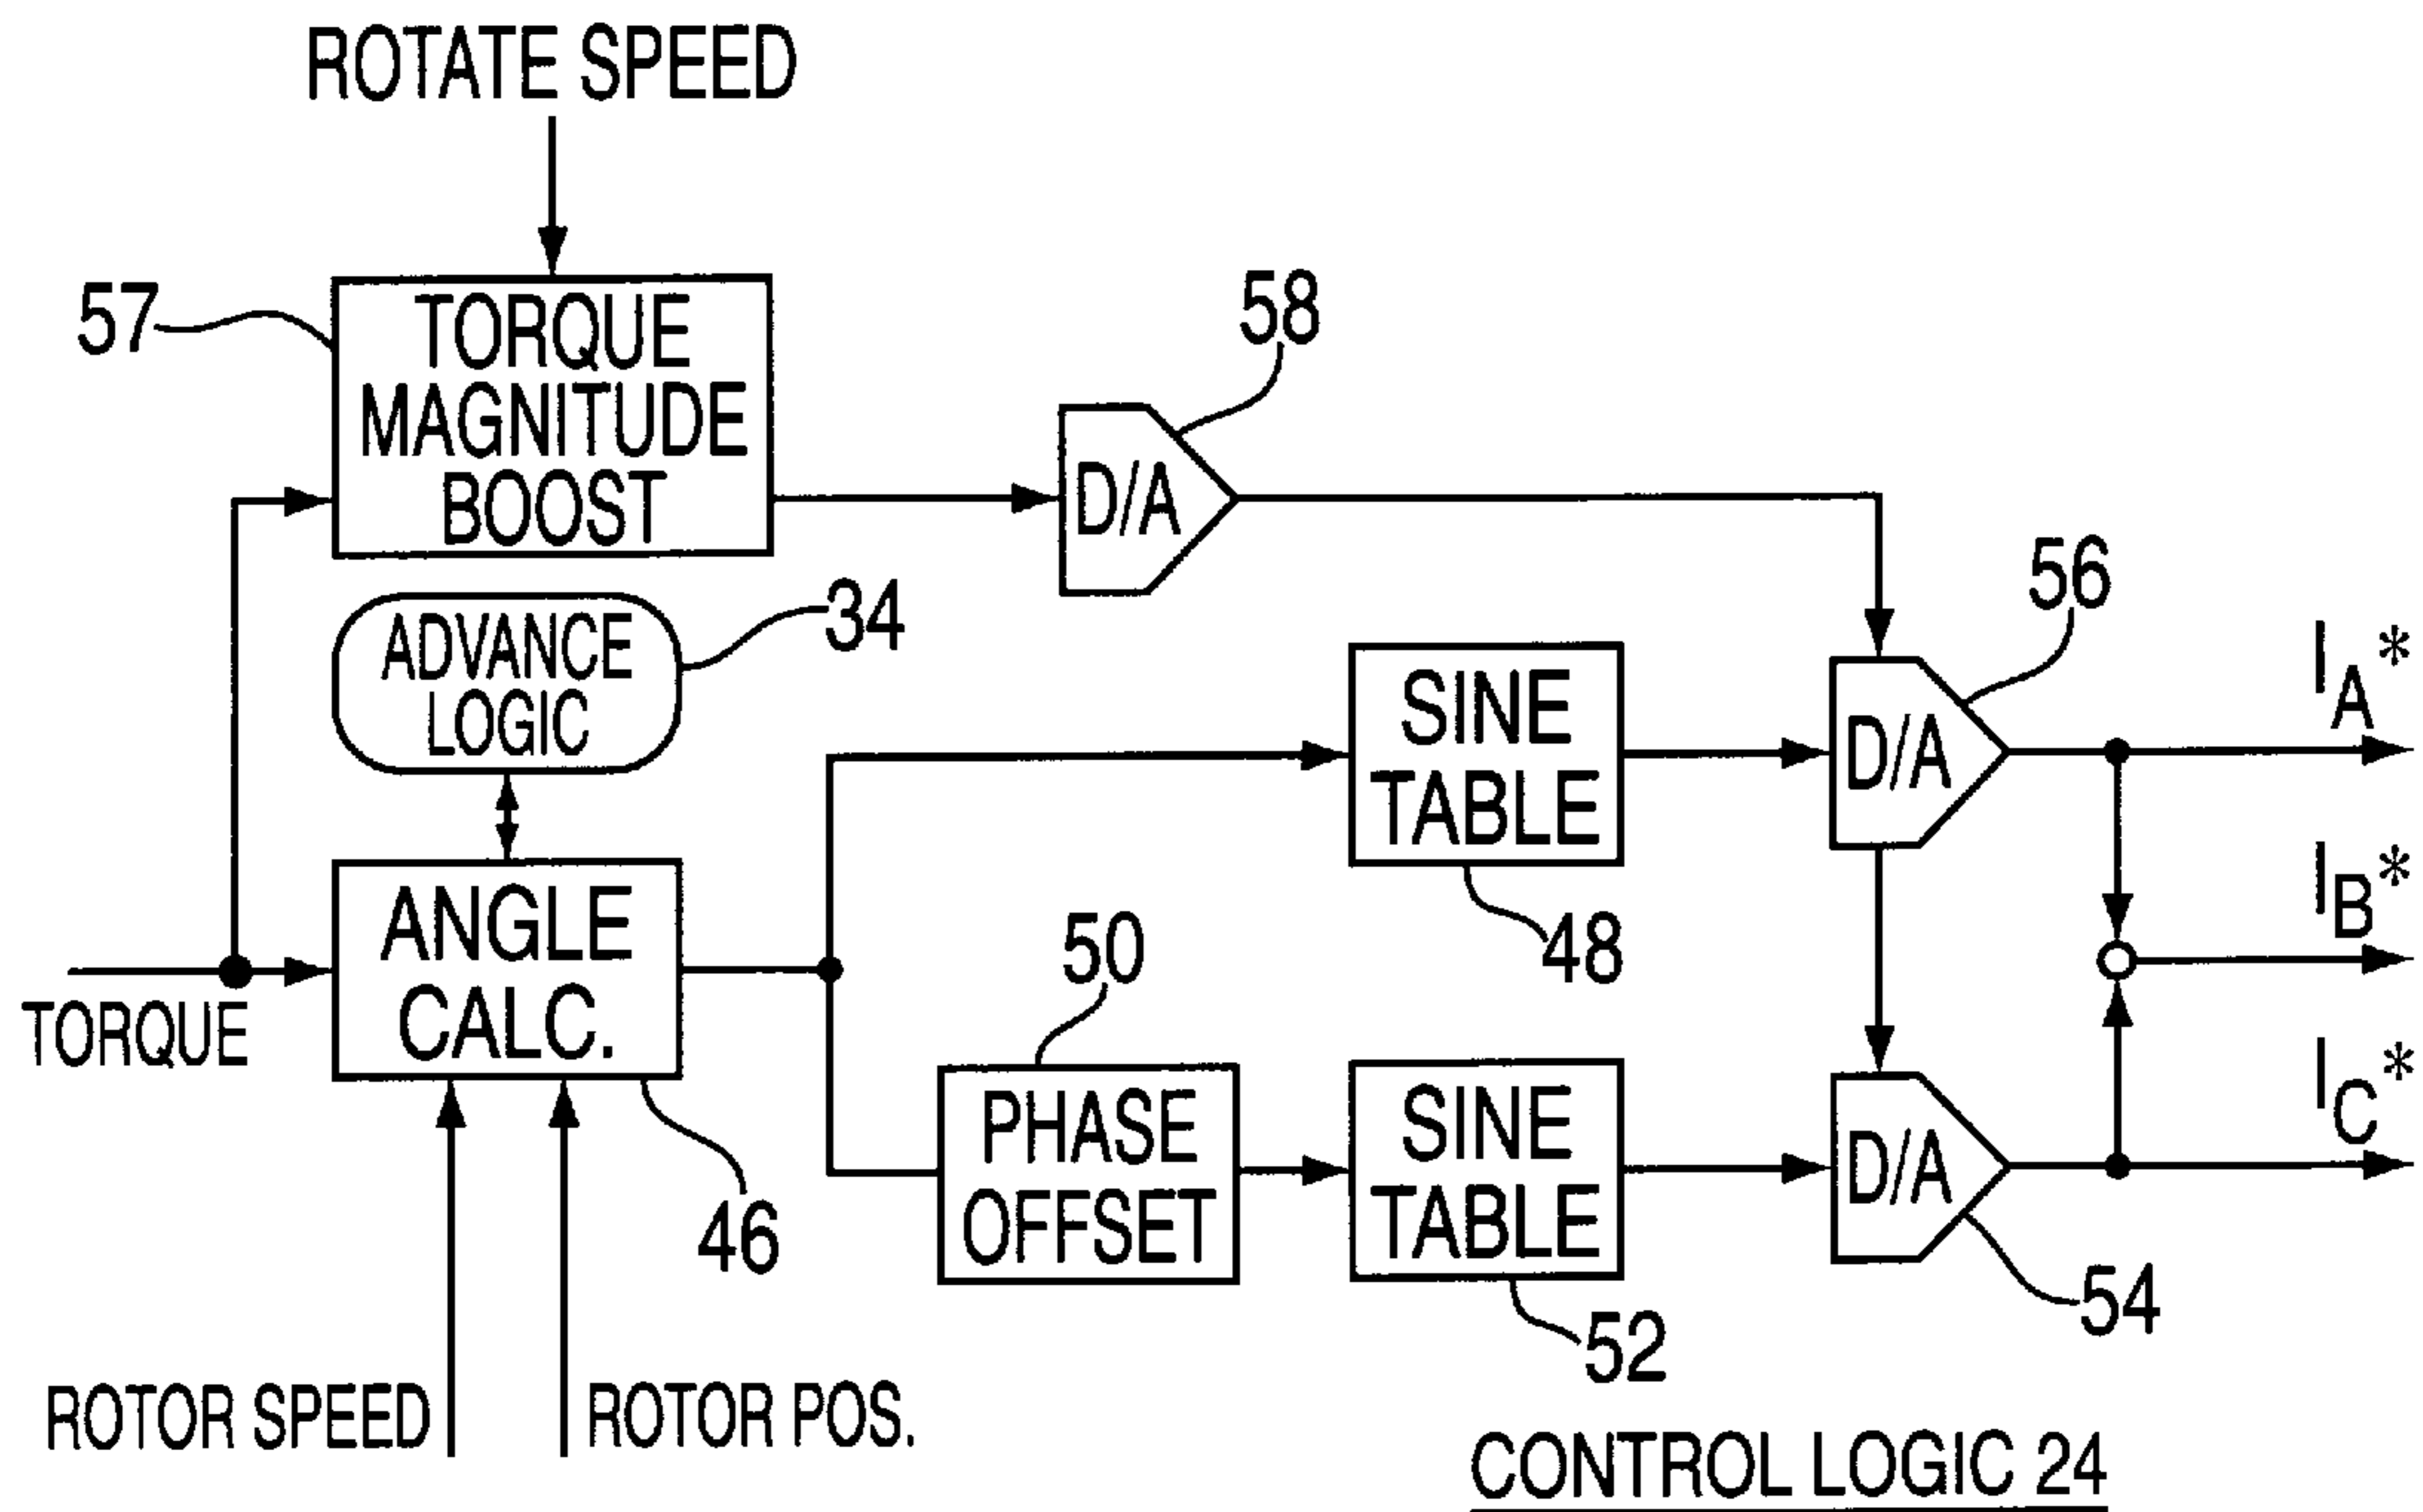 ROTATE SPEED
57
TORQUE
MAGNITUDE
BOOST
58
D/A
34
ADVANCE
LOGIC
56
SINE
TABLE
48
D/A
I_A*
I_B*
TORQUE
ANGLE
CALC.
46
50
PHASE
OFFSET
SINE
TABLE
52
D/A
54
I_C*
ROTOR SPEED
ROTOR POS.
CONTROL LOGIC 24